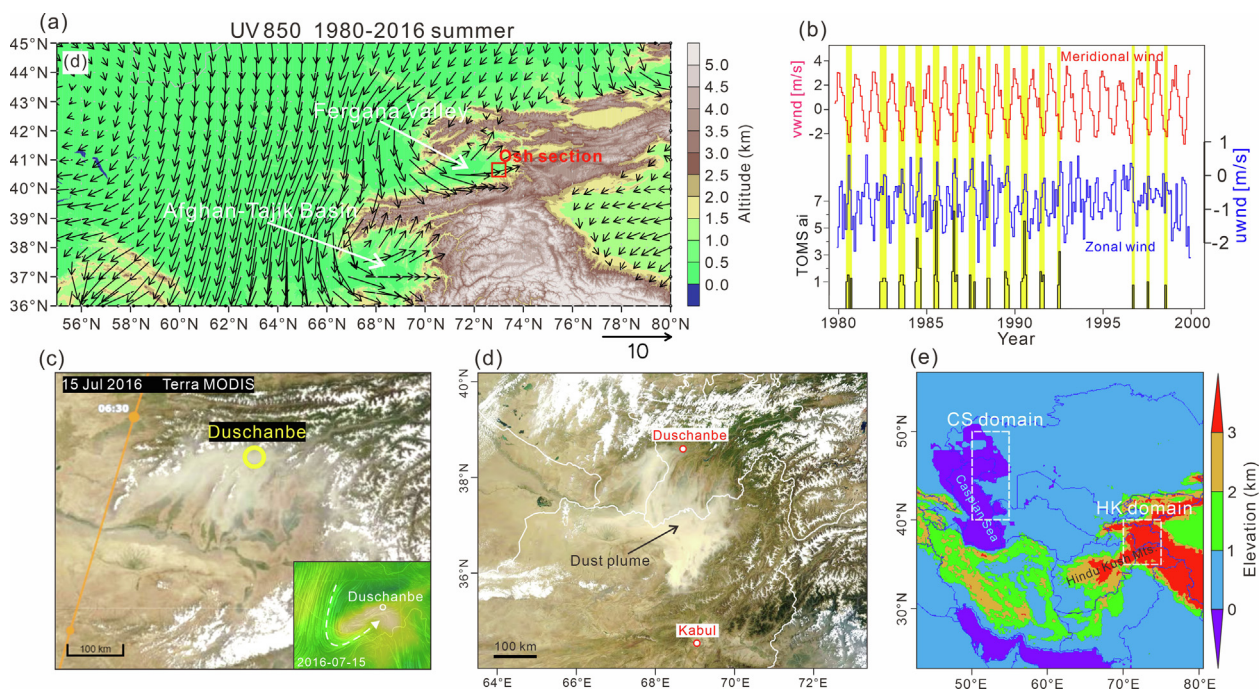 (a)
UV 850 1980-2016 summer
(d)
45°N
44°N
43°N
42°N
41°N
40°N
39°N
38°N
37°N
36°N
Fergana Valley
Osh section
Afghan-Tajik Basin
56°N 58°N 60°N 62°N 64°N 66°N 68°N 70°N 72°N 74°N 76°N 78°N 80°N
10
5.0
4.5
4.0
3.5
3.0
2.5
2.0
1.5
1.0
0.5
0.0
Altitude (km)
(b)
Meridional wind
vwnd [m/s]
4
2
0
-2
uwnd [m/s]
1
0
-1
-2
TOMS ai
7
5
3
1
Zonal wind
1980 1985 1990 1995 2000
Year
(c)
15 Jul 2016 Terra MODIS
06:30
Duschanbe
100 km
Duschanbe
2016-07-15
(d)
40°N
38°N
36°N
Duschanbe
Dust plume
Kabul
100 km
64°E 66°E 68°E 70°E 72°E
(e)
50°N
40°N
30°N
CS domain
Caspian Sea
HK domain
Hindu Kush Mts.
50°E 60°E 70°E 80°E
3
2
1
0
Elevation (km)